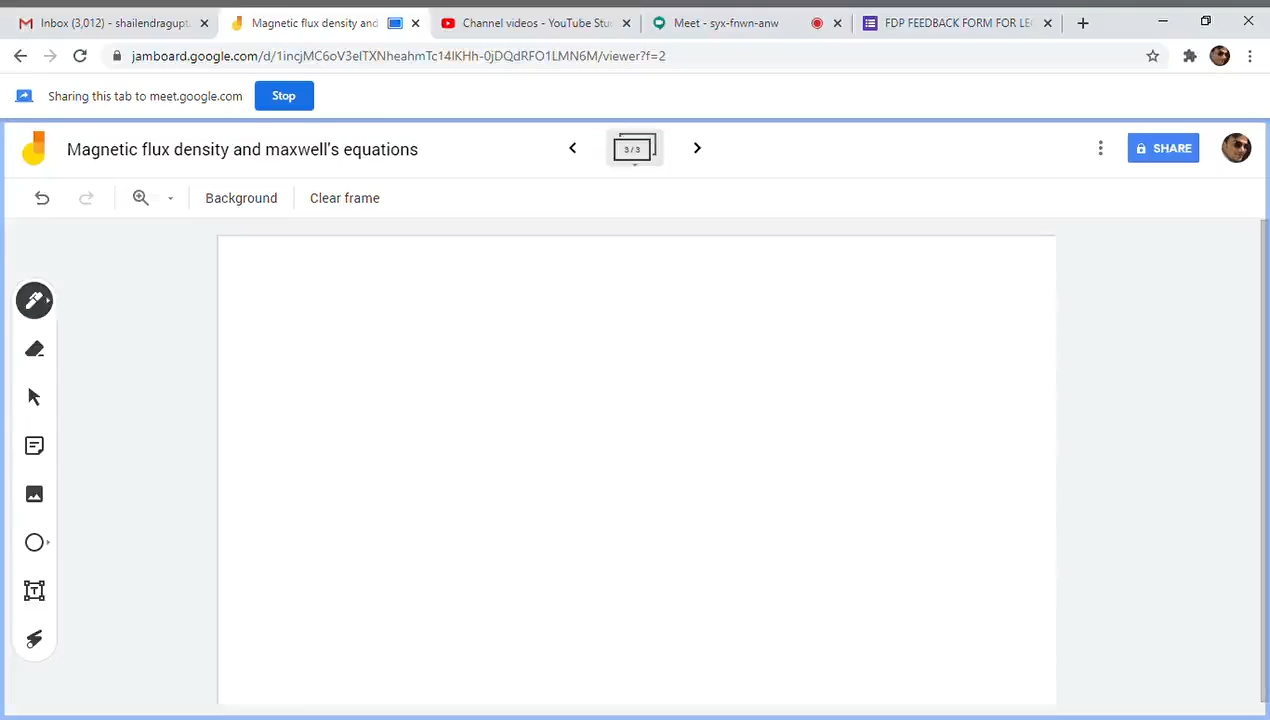 Inbox (3,012) - shailendragupt.
Magnetic flux density and
Channel videos - YouTube Stu
Meet - syx-fnwn-anw
FDP FEEDBACK FORM FOR LE
jamboard.google.com/d/1incjMC6oV3elTXNheahmTc14lKHh-0jDQdRFO1LMN6M/viewer?f=2
Sharing this tab to meet.google.com
Stop
Magnetic flux density and maxwell's equations
3 / 3
SHARE
Background
Clear frame